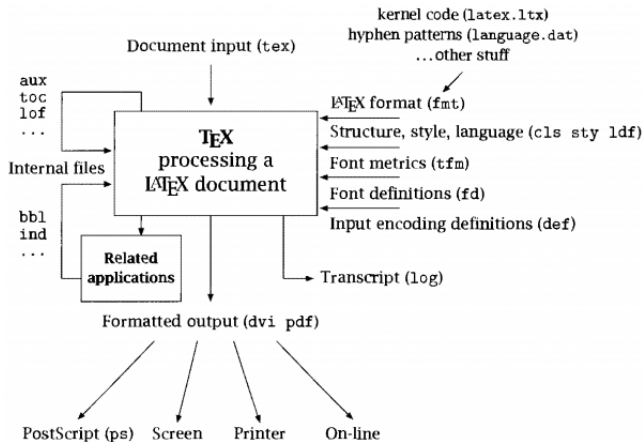 kernel code (latex.ltx)
hyphen patterns (language.dat)
...other stuff
Document input (tex)
aux
toc
lof
...
LATEX format (fmt)
TEX
processing a
LATEX document
Structure, style, language (cls sty ldf)
Internal files
Font metrics (tfm)
Font definitions (fd)
bbl
ind
...
Input encoding definitions (def)
Related
applications
Transcript (log)
Formatted output (dvi pdf)
PostScript (ps)
Screen
Printer
On-line